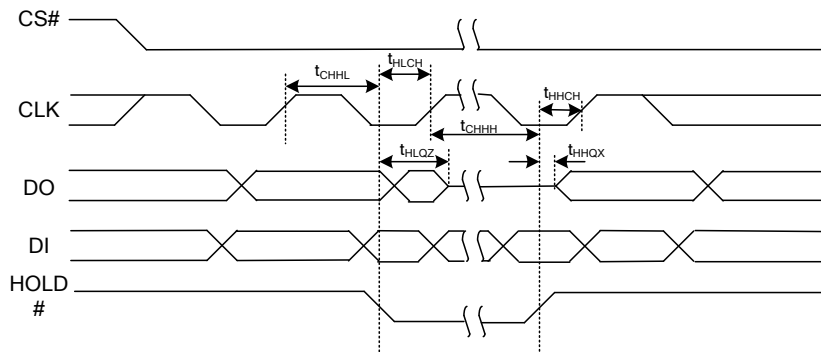 CS#
tCHHL
tHLCH
tHHCH
CLK
tCHHH
tHLQZ
tHHQX
DO
DI
HOLD
#